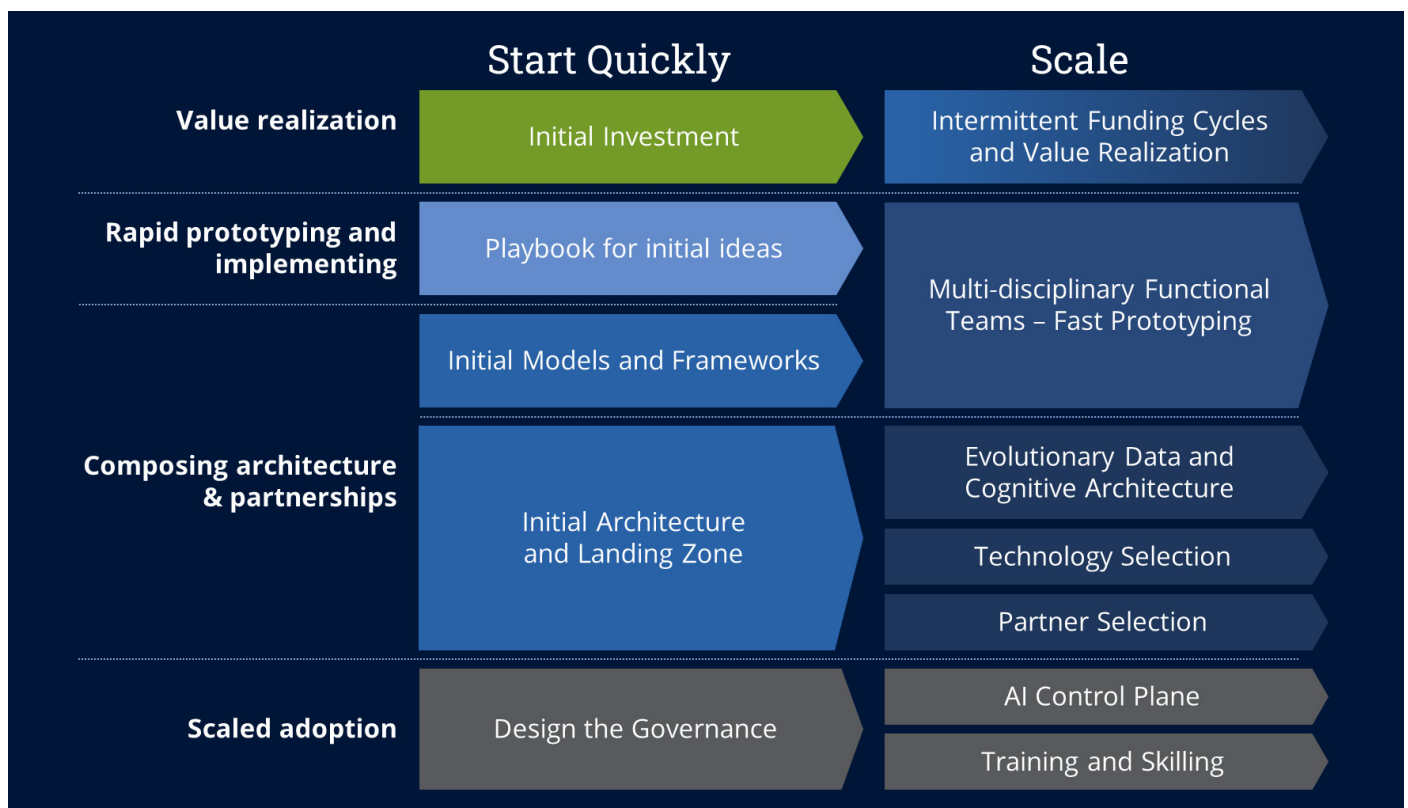 Start Quickly
Scale
Value realization
Initial Investment
Intermittent Funding Cycles
and Value Realization
Rapid prototyping and
implementing
Playbook for initial ideas
Multi-disciplinary Functional
Teams – Fast Prototyping
Initial Models and Frameworks
Composing architecture
& partnerships
Initial Architecture
and Landing Zone
Evolutionary Data and
Cognitive Architecture
Technology Selection
Partner Selection
Scaled adoption
Design the Governance
AI Control Plane
Training and Skilling